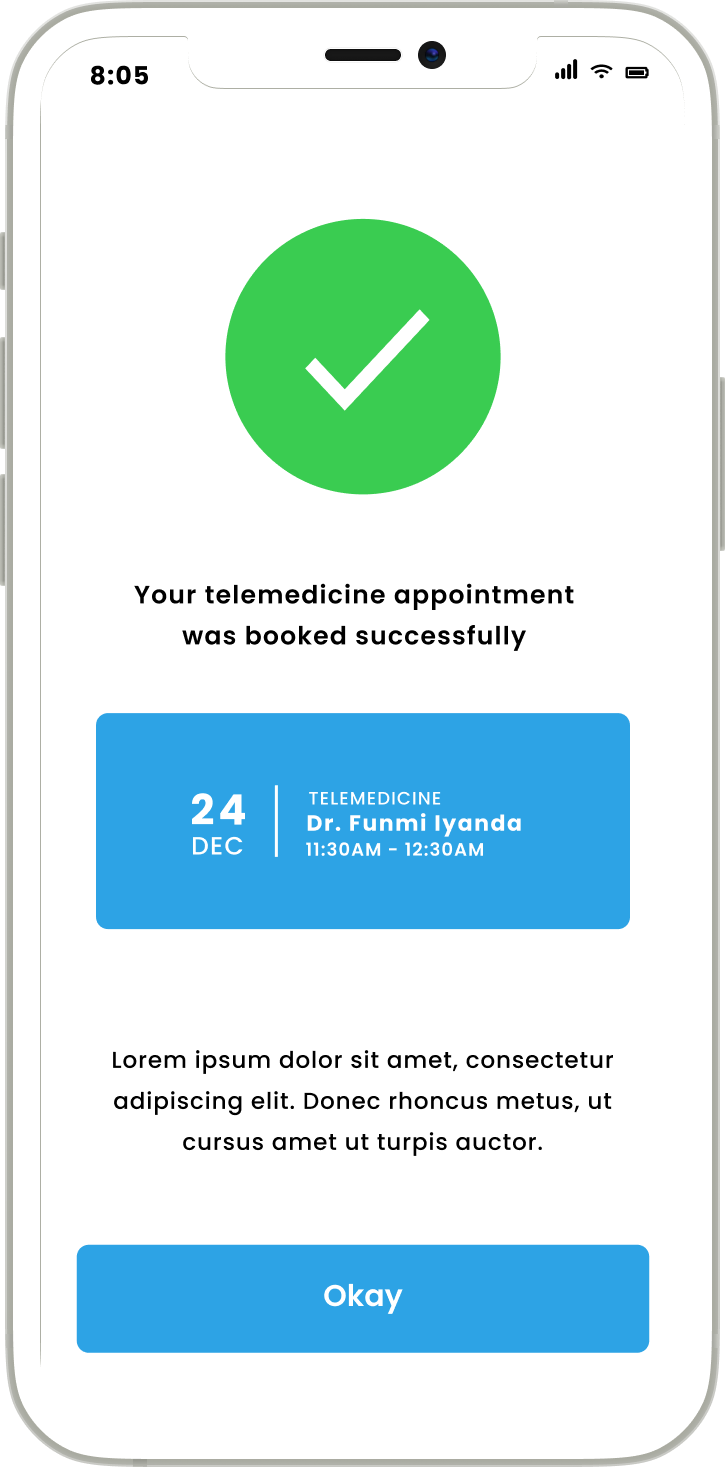 8:05
Your telemedicine appointment
was booked successfully
24
DEC
TELEMEDICINE
Dr. Funmi Iyanda
11:30AM - 12:30AM
Lorem ipsum dolor sit amet, consectetur
adipiscing elit. Donec rhoncus metus, ut
cursus amet ut turpis auctor.
Okay